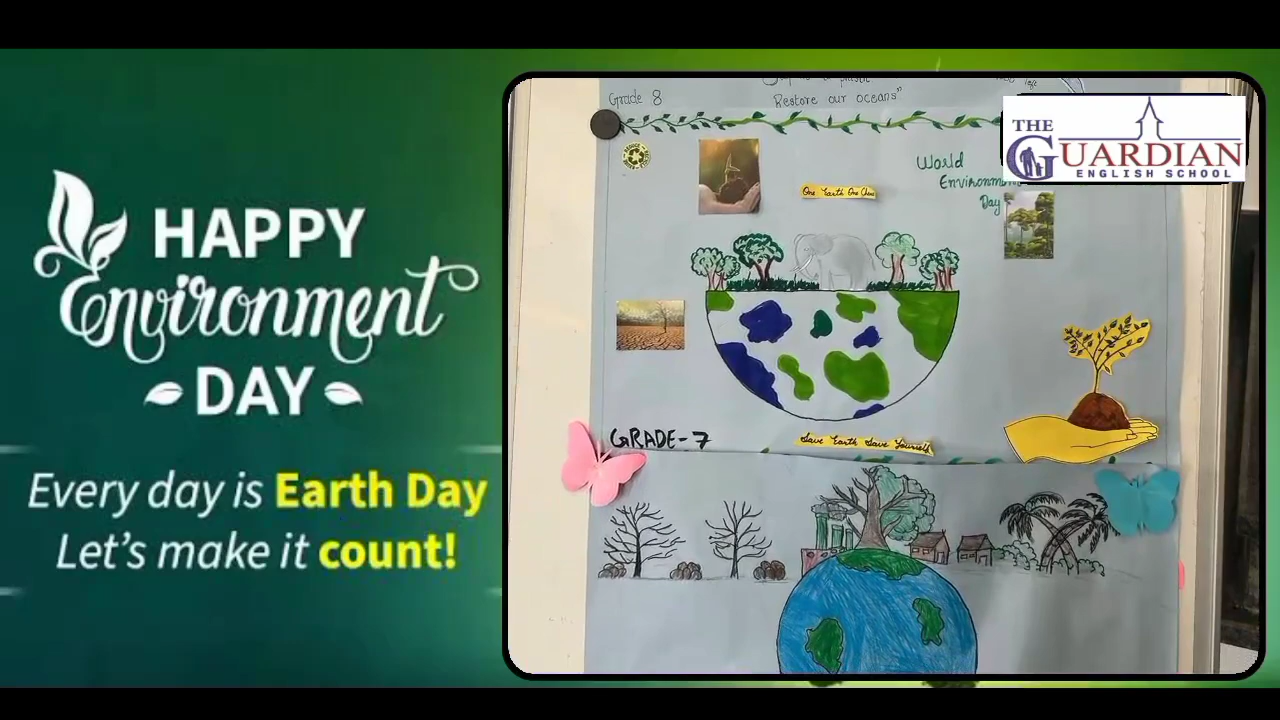 HAPPY
Environment
DAY
Every day is Earth Day
Let's make it count!
Grade 8
Restore our oceans"
THE
GUARDIAN
ENGLISH SCHOOL
World
Environment
Day
One Earth One
GRADE-7
Save Earth Save Yourself